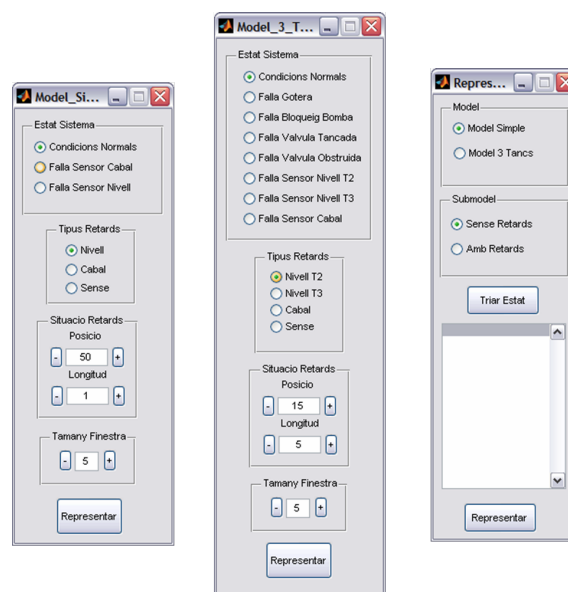 Model_Si...
Estat Sistema
Condicions Normals
Falla Sensor Cabal
Falla Sensor Nivell
Tipus Retards
Nivell
Cabal
Sense
Situacio Retards
Posicio
- 50 +
Longitud
- 1 +
Tamany Finestra
- 5 +
Representar
Model_3_T...
Estat Sistema
Condicions Normals
Falla Gotera
Falla Bloqueig Bomba
Falla Valvula Tancada
Falla Valvula Obstruida
Falla Sensor Nivell T2
Falla Sensor Nivell T3
Falla Sensor Cabal
Tipus Retards
Nivell T2
Nivell T3
Cabal
Sense
Situacio Retards
Posicio
- 15 +
Longitud
- 5 +
Tamany Finestra
- 5 +
Representar
Repres...
Model
Model Simple
Model 3 Tancs
Submodel
Sense Retards
Amb Retards
Triar Estat
Representar